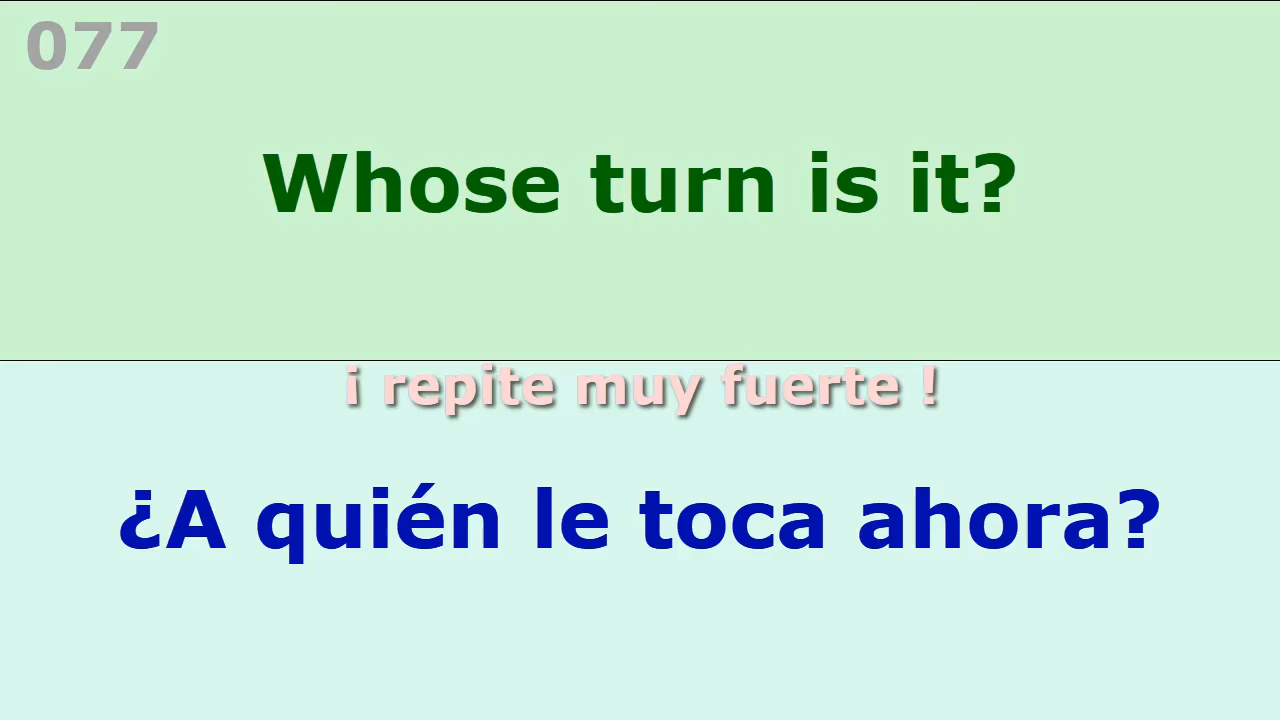 077
Whose turn is it?
¡ repite muy fuerte !
¿A quién le toca ahora?